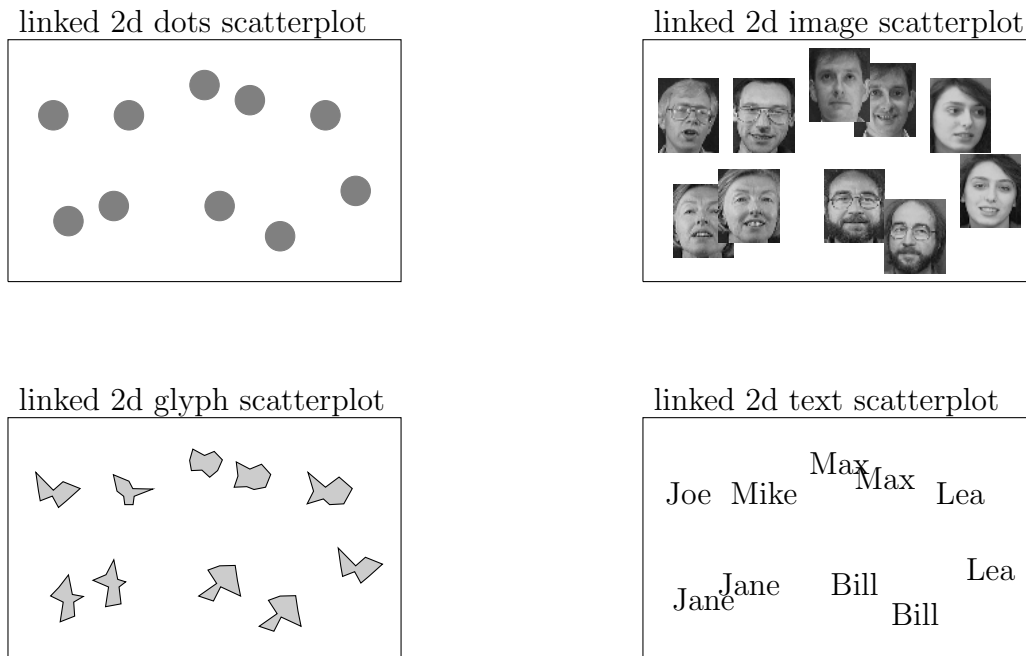 linked 2d dots scatterplot
linked 2d image scatterplot
linked 2d glyph scatterplot
linked 2d text scatterplot
Max
Max
Joe
Mike
Lea
Lea
Jane
Jane
Bill
Bill